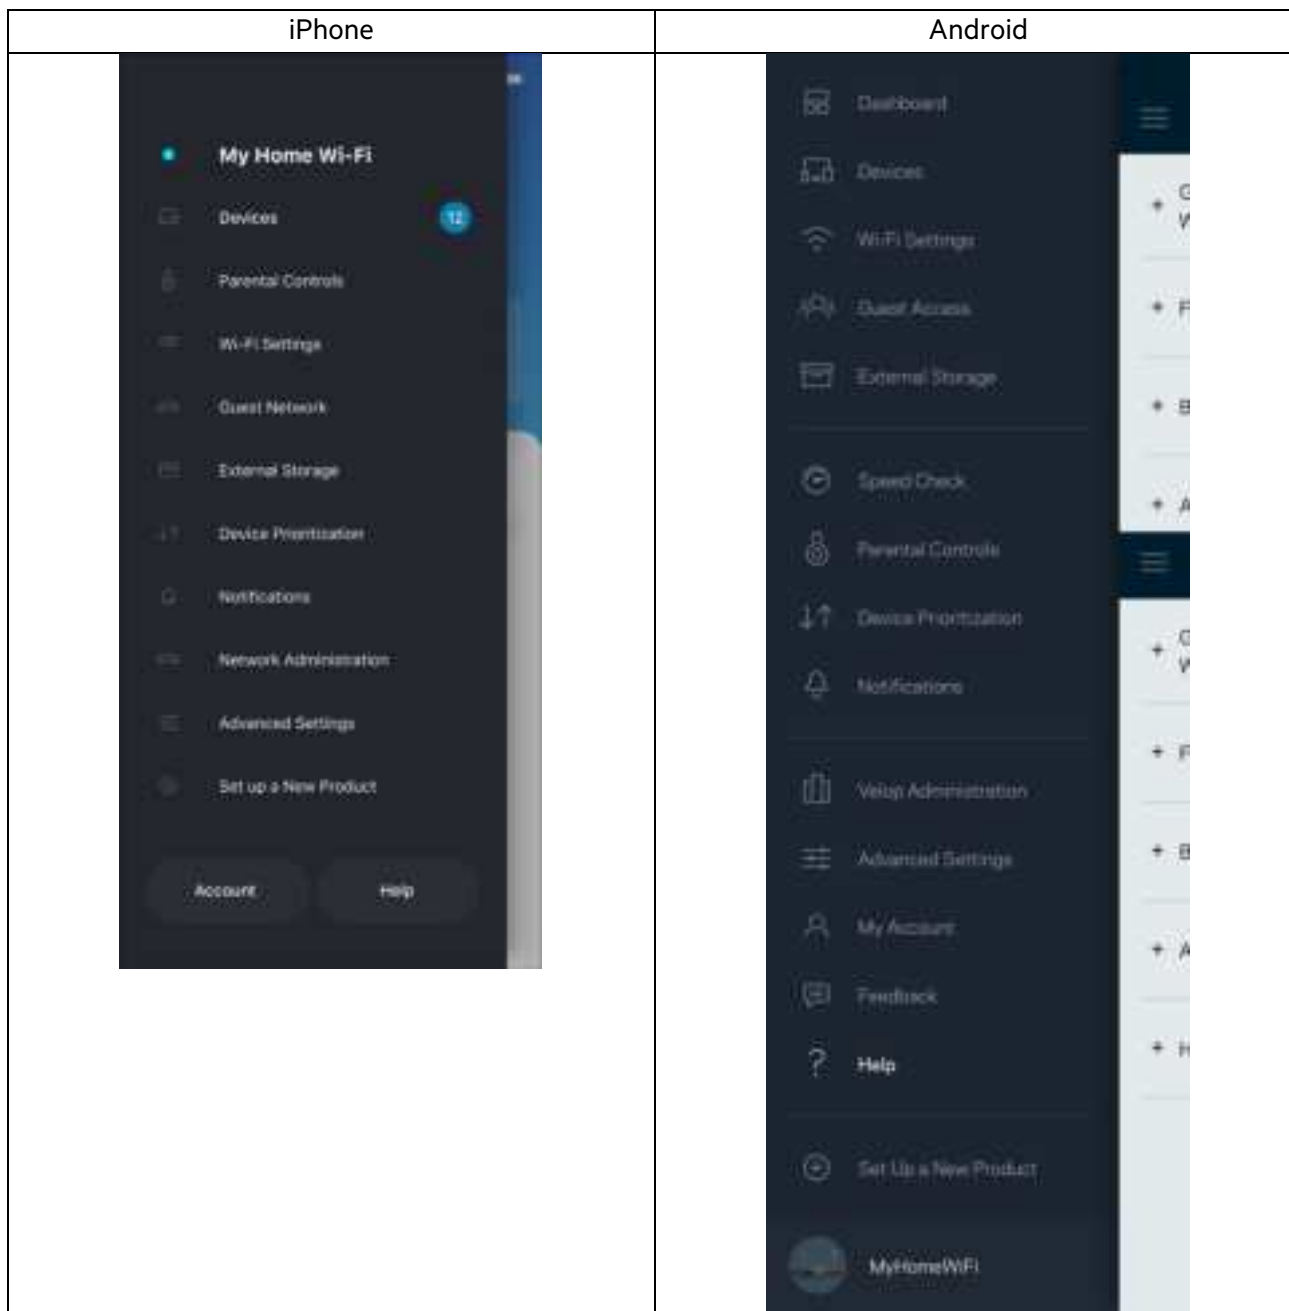 iPhone
Android
My Home Wi-Fi
Devices
12
Parental Controls
Wi-Fi Settings
Guest Network
External Storage
Device Prioritization
Notifications
Network Administration
Advanced Settings
Set up a New Product
Account
Help
Dashboard
Devices
Wi-Fi Settings
Guest Access
External Storage
Speed Check
Parental Controls
Device Prioritization
Notifications
Velop Administration
Advanced Settings
My Account
Feedback
Help
Set Up a New Product
MyHomeWiFi
+ G
W
+ F
+ B
+ A
+ G
W
+ F
+ B
+ A
+ H